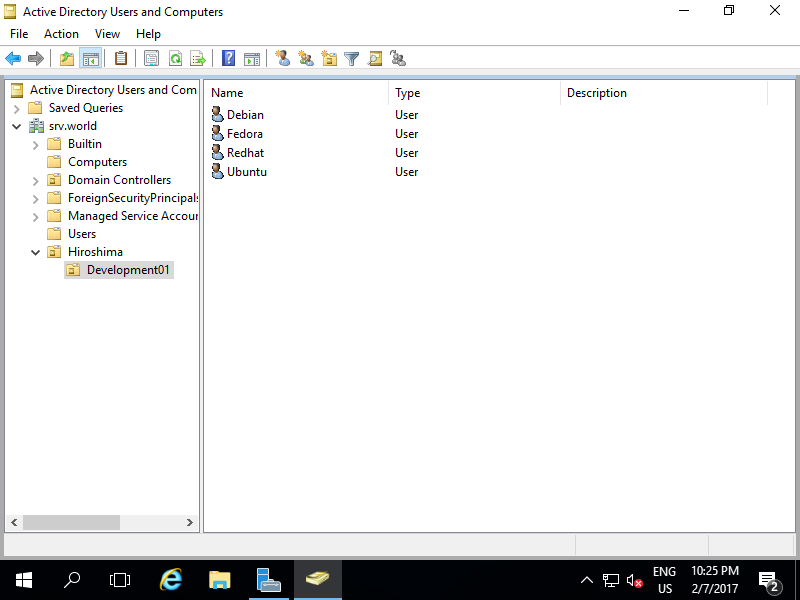 Active Directory Users and Computers
File Action View Help
Active Directory Users and Com
Saved Queries
srv.world
Builtin
Computers
Domain Controllers
ForeignSecurityPrincipals
Managed Service Accour
Users
Hiroshima
Development01
Name Type Description
Debian User
Fedora User
Redhat User
Ubuntu User
ENG
US
10:25 PM
2/7/2017
2